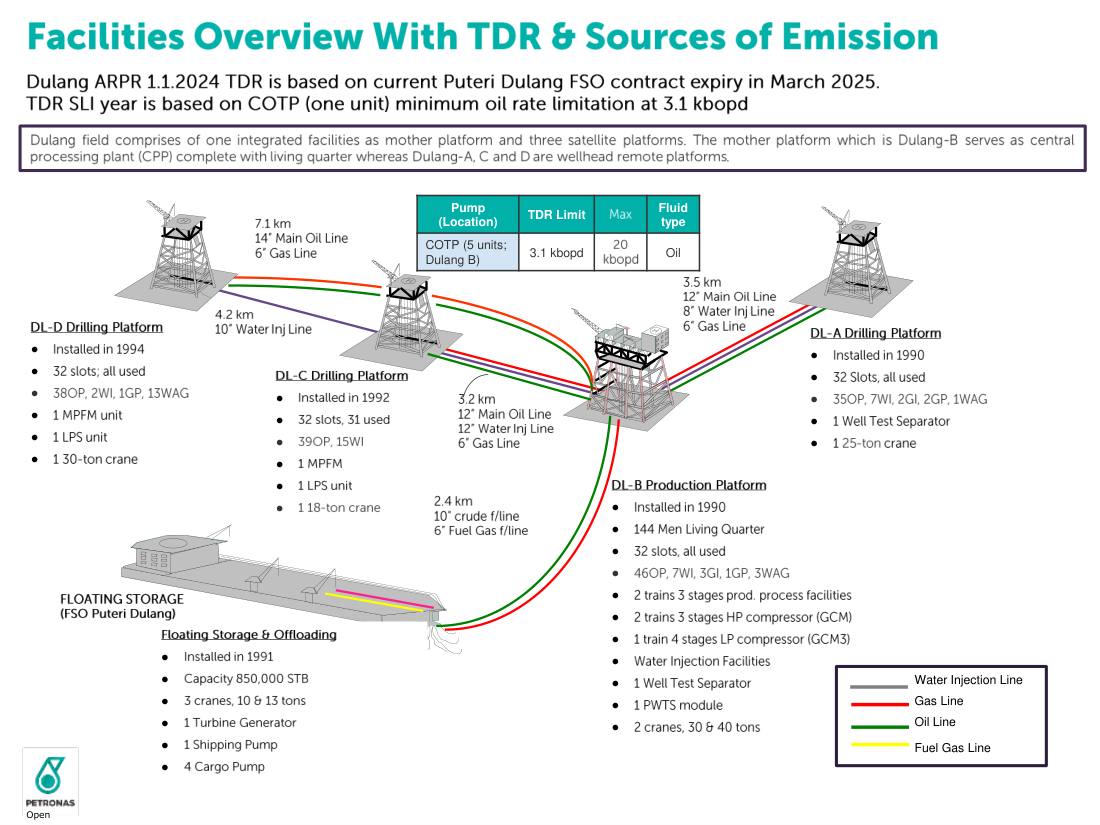 Facilities Overview With TDR & Sources of Emission
Dulang ARPR 1.1.2024 TDR is based on current Puteri Dulang FSO contract expiry in March 2025.
TDR SLI year is based on COTP (one unit) minimum oil rate limitation at 3.1 kbopd
Dulang field comprises of one integrated facilities as mother platform and three satellite platforms. The mother platform which is Dulang-B serves as central
processing plant (CPP) complete with living quarter whereas Dulang-A, C and D are wellhead remote platforms.
Pump (Location) TDR Limit Max Fluid type
COTP (5 units; Dulang B) 3.1 kbopd 20 kbopd Oil
7.1 km
14" Main Oil Line
6" Gas Line
4.2 km
10" Water Inj Line
3.5 km
12" Main Oil Line
8" Water Inj Line
6" Gas Line
3.2 km
12" Main Oil Line
12" Water Inj Line
6" Gas Line
2.4 km
10" crude f/line
6" Fuel Gas f/line
DL-D Drilling Platform
● Installed in 1994
● 32 slots; all used
● 38OP, 2WI, 1GP, 13WAG
● 1 MPFM unit
● 1 LPS unit
● 1 30-ton crane
DL-C Drilling Platform
● Installed in 1992
● 32 slots, 31 used
● 39OP, 15WI
● 1 MPFM
● 1 LPS unit
● 1 18-ton crane
DL-A Drilling Platform
● Installed in 1990
● 32 Slots, all used
● 35OP, 7WI, 2GI, 2GP, 1WAG
● 1 Well Test Separator
● 1 25-ton crane
DL-B Production Platform
● Installed in 1990
● 144 Men Living Quarter
● 32 slots, all used
● 46OP, 7WI, 3GI, 1GP, 3WAG
● 2 trains 3 stages prod. process facilities
● 2 trains 3 stages HP compressor (GCM)
● 1 train 4 stages LP compressor (GCM3)
● Water Injection Facilities
● 1 Well Test Separator
● 1 PWTS module
● 2 cranes, 30 & 40 tons
FLOATING STORAGE
(FSO Puteri Dulang)
Floating Storage & Offloading
● Installed in 1991
● Capacity 850,000 STB
● 3 cranes, 10 & 13 tons
● 1 Turbine Generator
● 1 Shipping Pump
● 4 Cargo Pump
Water Injection Line
Gas Line
Oil Line
Fuel Gas Line
PETRONAS
Open